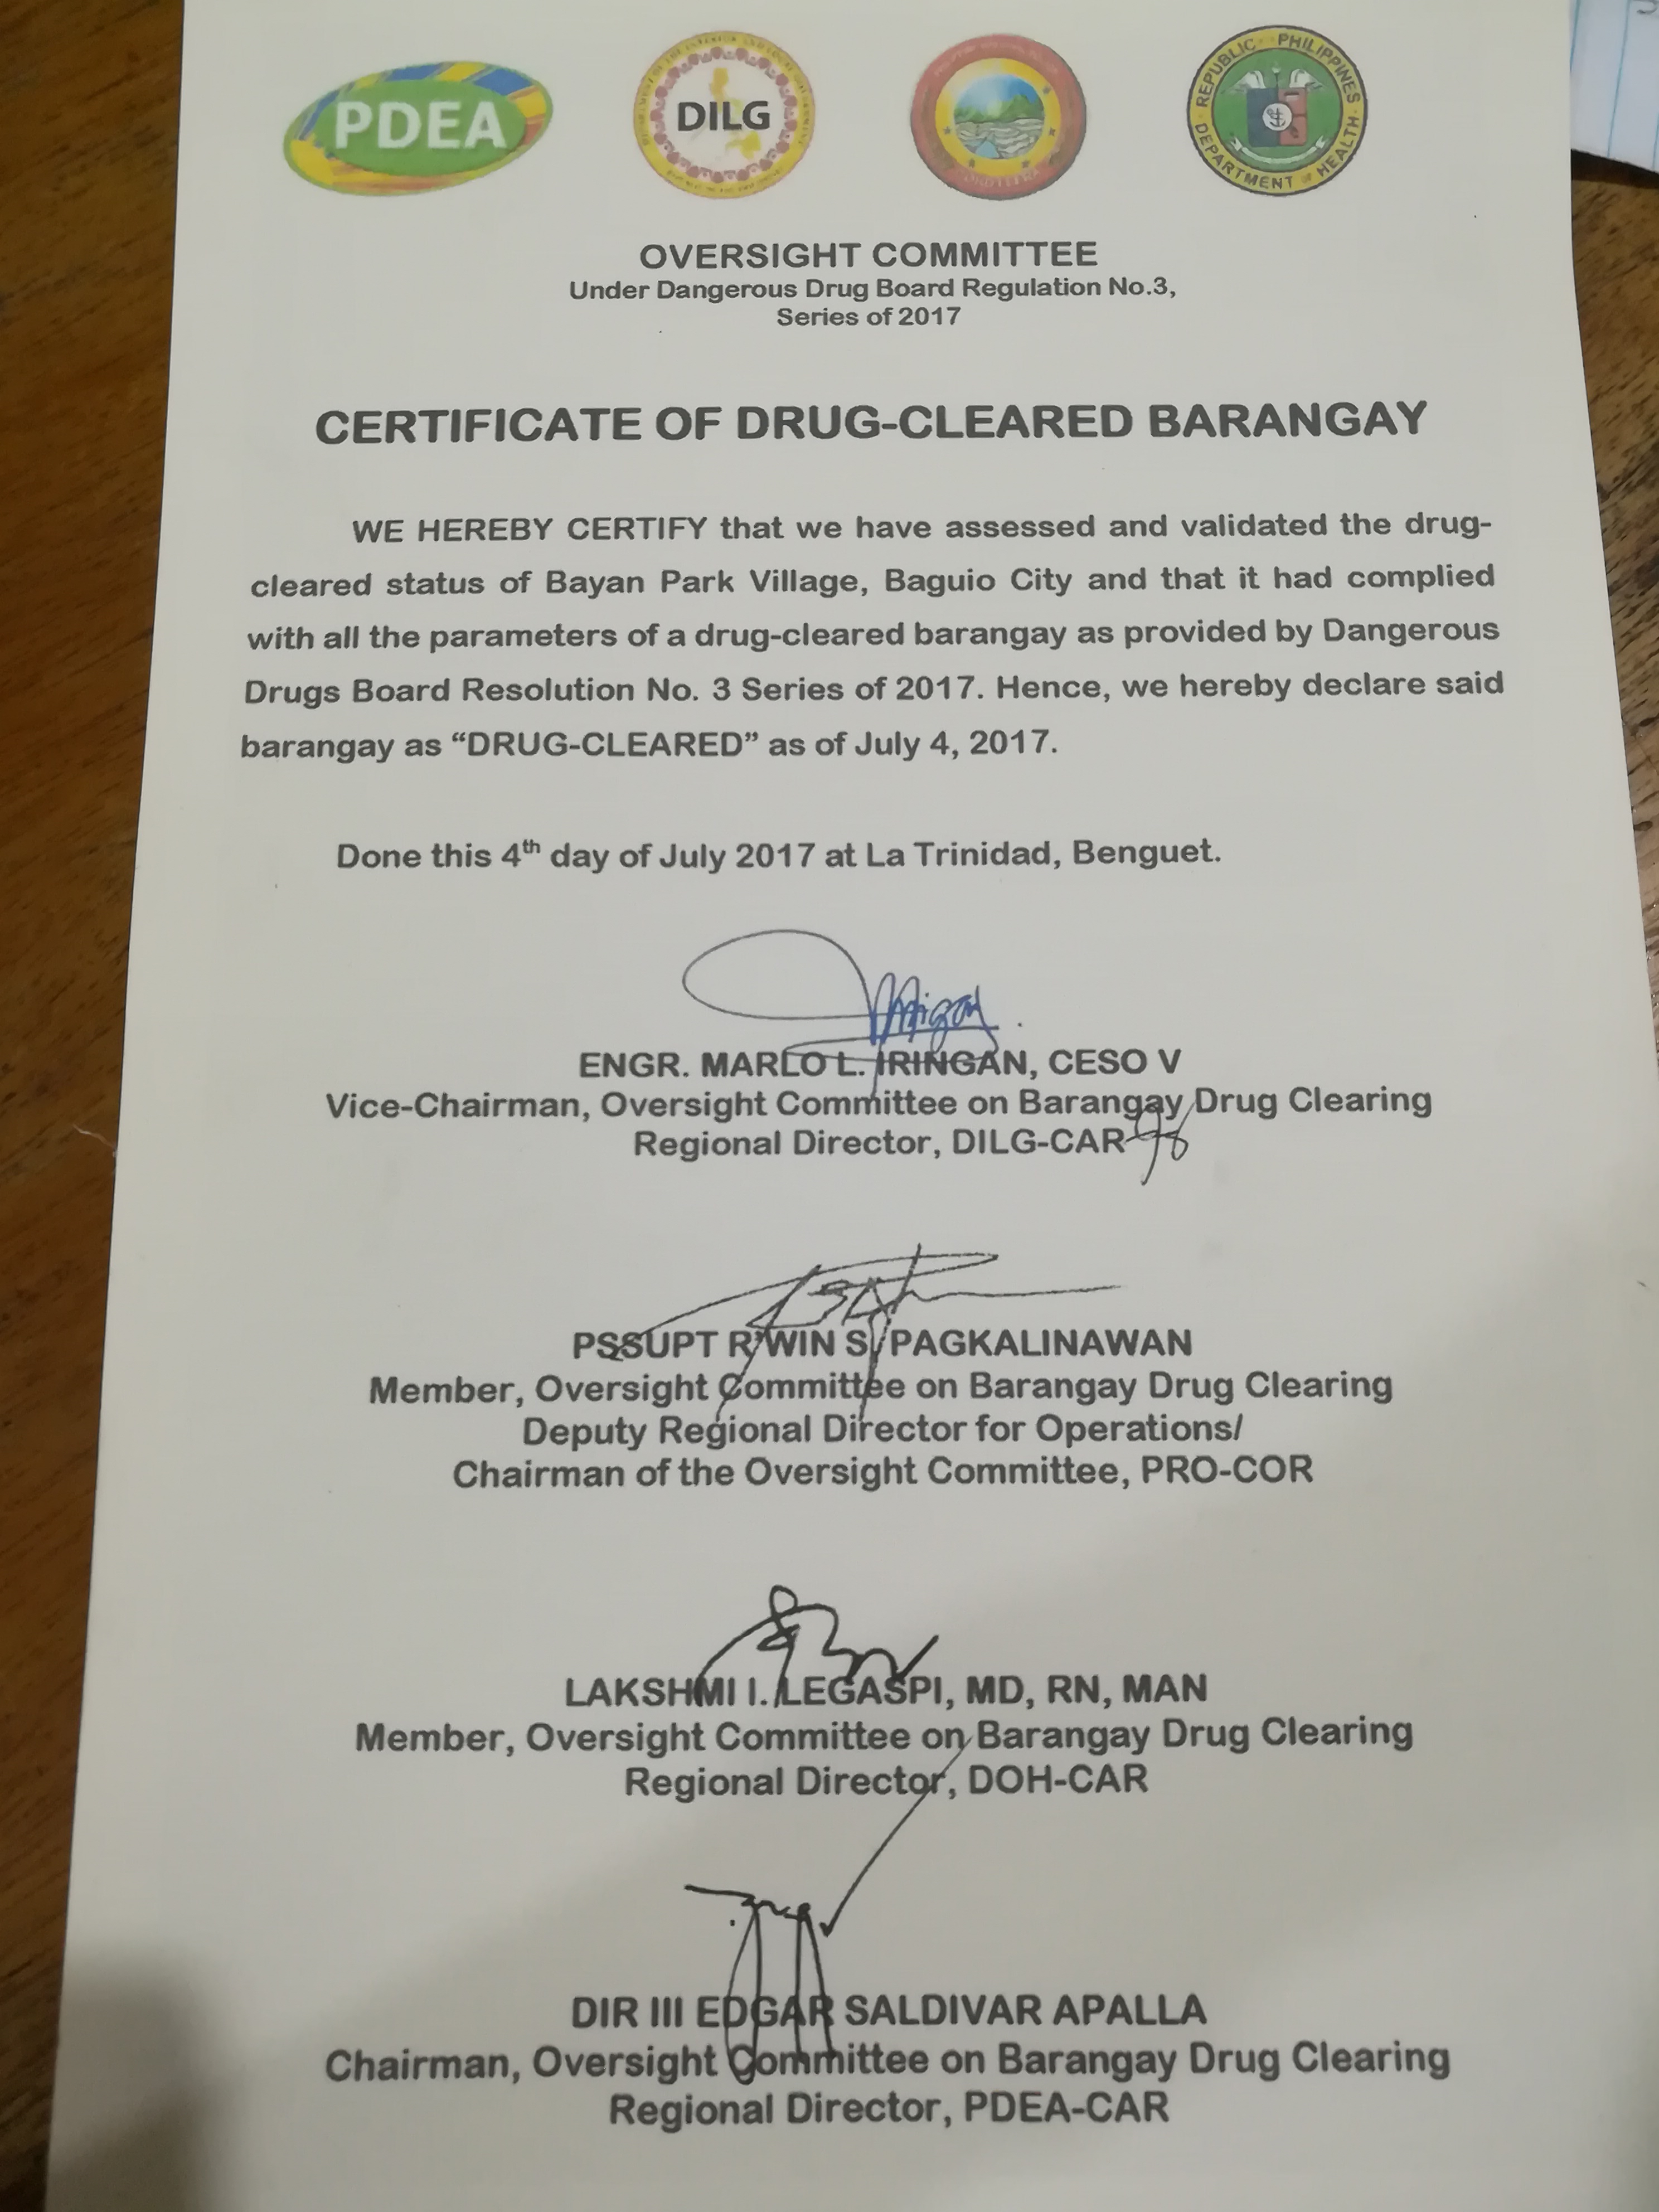 PDEA
DILG
REPUBLIC PHILIPPINES
DEPARTMENT of HEALTH
OVERSIGHT COMMITTEE
Under Dangerous Drug Board Regulation No.3,
Series of 2017
CERTIFICATE OF DRUG-CLEARED BARANGAY
WE HEREBY CERTIFY that we have assessed and validated the drug-
cleared status of Bayan Park Village, Baguio City and that it had complied
with all the parameters of a drug-cleared barangay as provided by Dangerous
Drugs Board Resolution No. 3 Series of 2017. Hence, we hereby declare said
barangay as “DRUG-CLEARED” as of July 4, 2017.
Done this 4th day of July 2017 at La Trinidad, Benguet.
ENGR. MARLO L. IRINGAN, CESO V
Vice-Chairman, Oversight Committee on Barangay Drug Clearing
Regional Director, DILG-CAR
PSSUPT R'WIN S. PAGKALINAWAN
Member, Oversight Committee on Barangay Drug Clearing
Deputy Regional Director for Operations/
Chairman of the Oversight Committee, PRO-COR
LAKSHMI I. LEGASPI, MD, RN, MAN
Member, Oversight Committee on Barangay Drug Clearing
Regional Director, DOH-CAR
DIR III EDGAR SALDIVAR APALLA
Chairman, Oversight Committee on Barangay Drug Clearing
Regional Director, PDEA-CAR